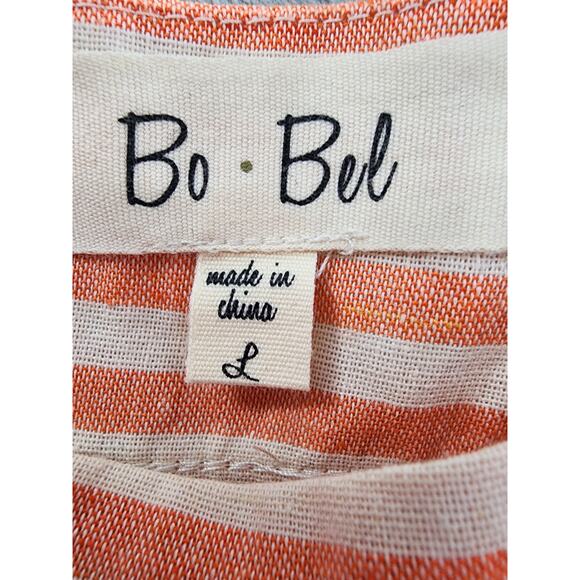 Bo • Bel
made in
china
L